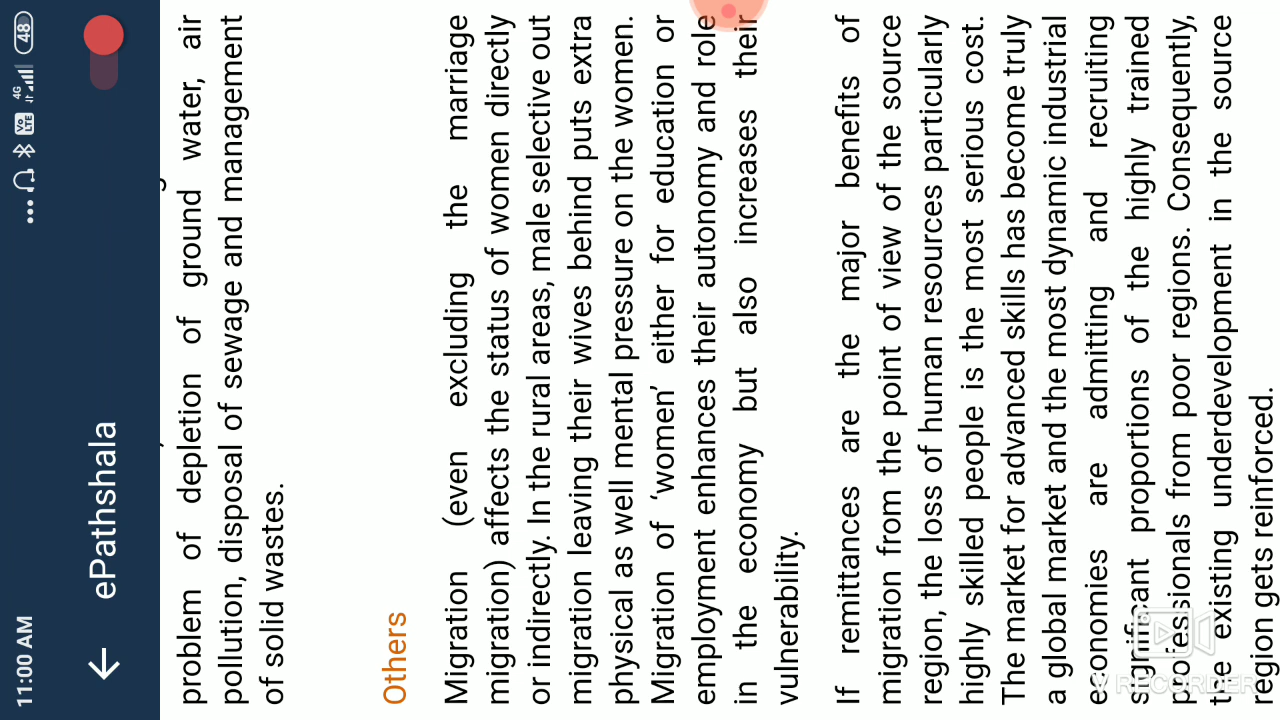 11:00 AM
4G
VO LTE
48
ePathshala
problem of depletion of ground water, air
pollution, disposal of sewage and management
of solid wastes.
Others
Migration (even excluding the marriage
migration) affects the status of women directly
or indirectly. In the rural areas, male selective out
migration leaving their wives behind puts extra
physical as well mental pressure on the women.
Migration of ‘women’ either for education or
employment enhances their autonomy and role
in the economy but also increases their
vulnerability.
If remittances are the major benefits of
migration from the point of view of the source
region, the loss of human resources particularly
highly skilled people is the most serious cost.
The market for advanced skills has become truly
a global market and the most dynamic industrial
economies are admitting and recruiting
significant proportions of the highly trained
professionals from poor regions. Consequently,
the existing underdevelopment in the source
region gets reinforced.
RECORDER